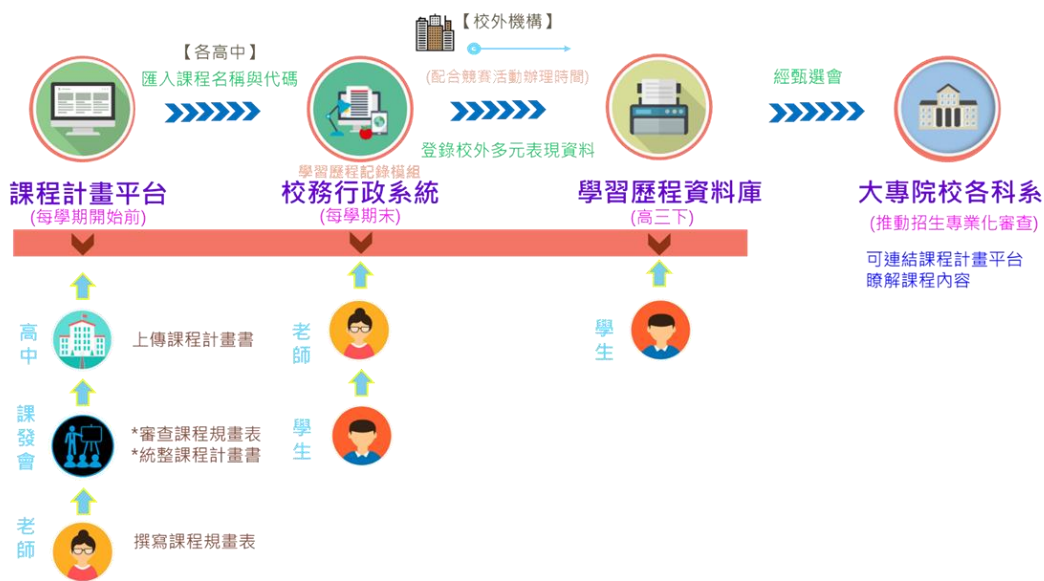 【校外機構】
【各高中】
匯入課程名稱與代碼
(配合競賽活動辦理時間)
經甄選會
登錄校外多元表現資料
學習歷程記錄模組
課程計畫平台
校務行政系統
學習歷程資料庫
大專院校各科系
(每學期開始前)
(每學期末)
(高三下)
(推動招生專業化審查)
可連結課程計畫平台
瞭解課程內容
高中
上傳課程計畫書
老師
學生
課發會
*審查課程規畫表
*統整課程計畫書
學生
老師
撰寫課程規畫表